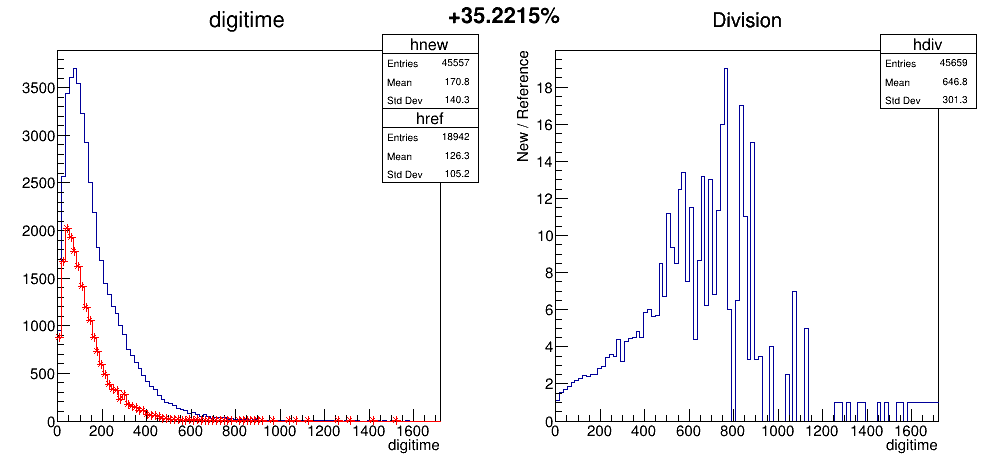 digitime
+35.2215%
Division
hnew
Entries 45557
Mean 170.8
Std Dev 140.3
href
Entries 18942
Mean 126.3
Std Dev 105.2
3500
3000
2500
2000
1500
1000
500
0
0 200 400 600 800 1000 1200 1400 1600
digitime
hdiv
Entries 45659
Mean 646.8
Std Dev 301.3
New / Reference
18
16
14
12
10
8
6
4
2
0
0 200 400 600 800 1000 1200 1400 1600
digitime